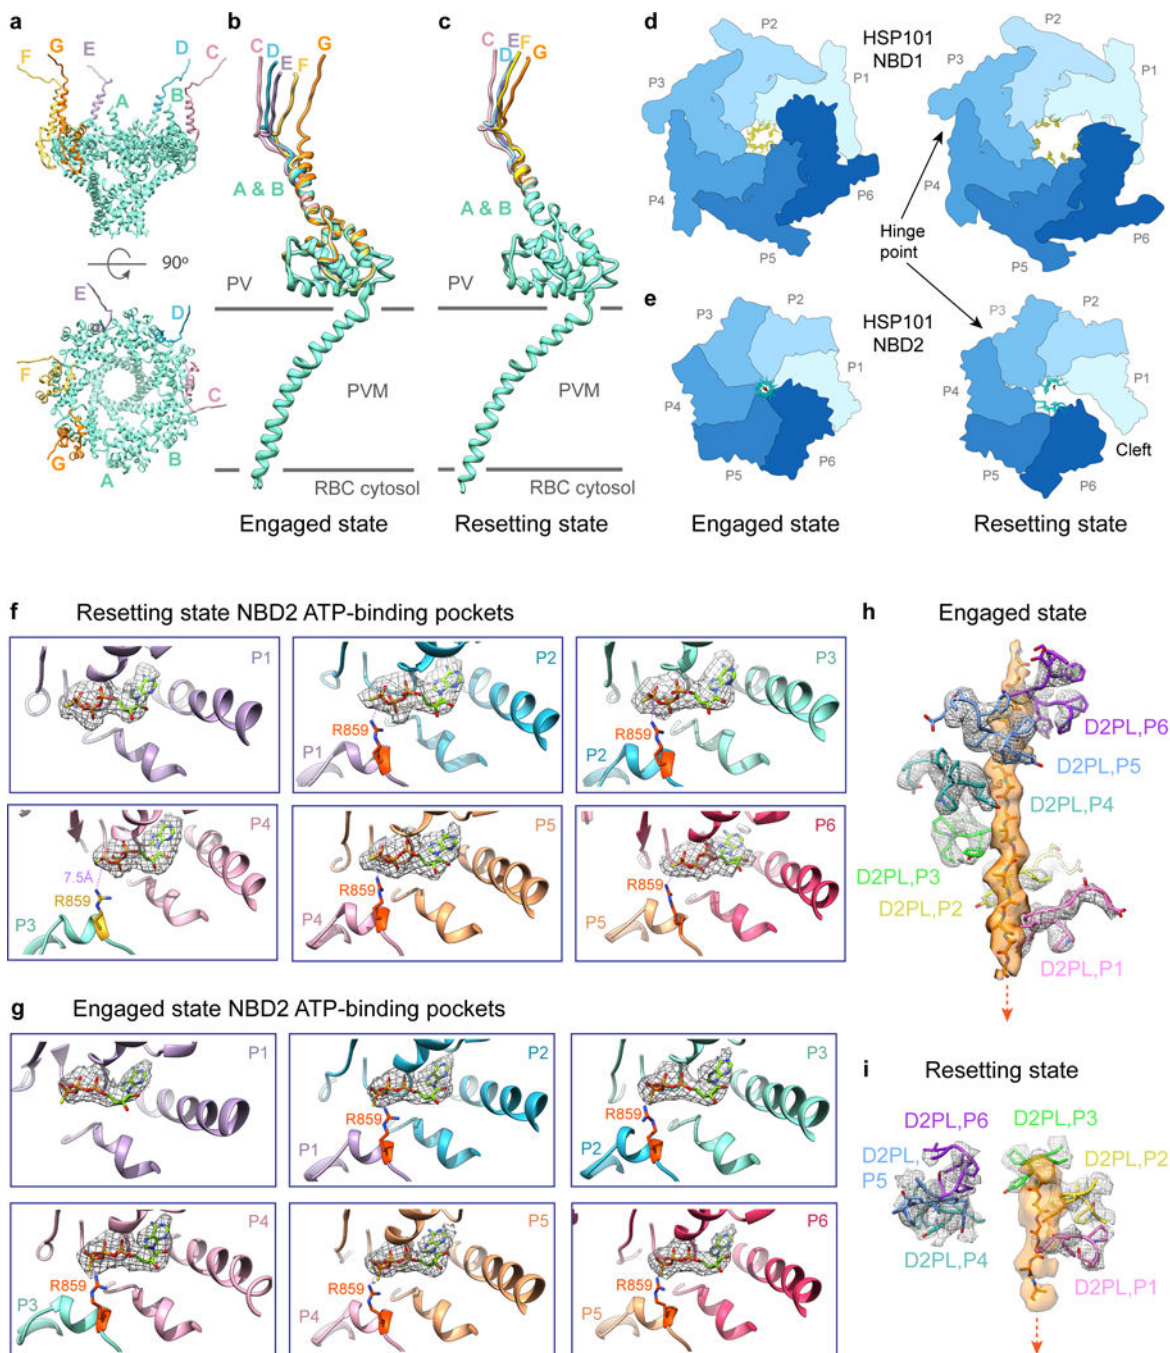 a
F
G
E
A
D
B
C
90º
E
D
F
C
G
A
B
b
C
D
E
F
G
A & B
PV
PVM
RBC cytosol
Engaged state
c
C
D
E
F
G
A & B
PV
PVM
RBC cytosol
Resetting state
d
HSP101
NBD1
P2
P3
P1
P4
P5
P6
P2
P3
P1
P4
P5
P6
Hinge
point
e
HSP101
NBD2
P3
P2
P1
P4
P5
P6
P3
P2
P1
P4
P5
P6
Cleft
Engaged state
Resetting state
f Resetting state NBD2 ATP-binding pockets
P1
P2
R859
P1
P3
R859
P2
P4
7.5Å
R859
P3
P5
R859
P4
P6
R859
P5
g Engaged state NBD2 ATP-binding pockets
P1
P2
R859
P1
P3
R859
P2
P4
R859
P3
P5
R859
P4
P6
R859
P5
h Engaged state
D2PL,P6
D2PL,P5
D2PL,P4
D2PL,P3
D2PL,P2
D2PL,P1
i Resetting state
D2PL,P6
D2PL,P3
D2PL,
P5
D2PL,P2
D2PL,P4
D2PL,P1